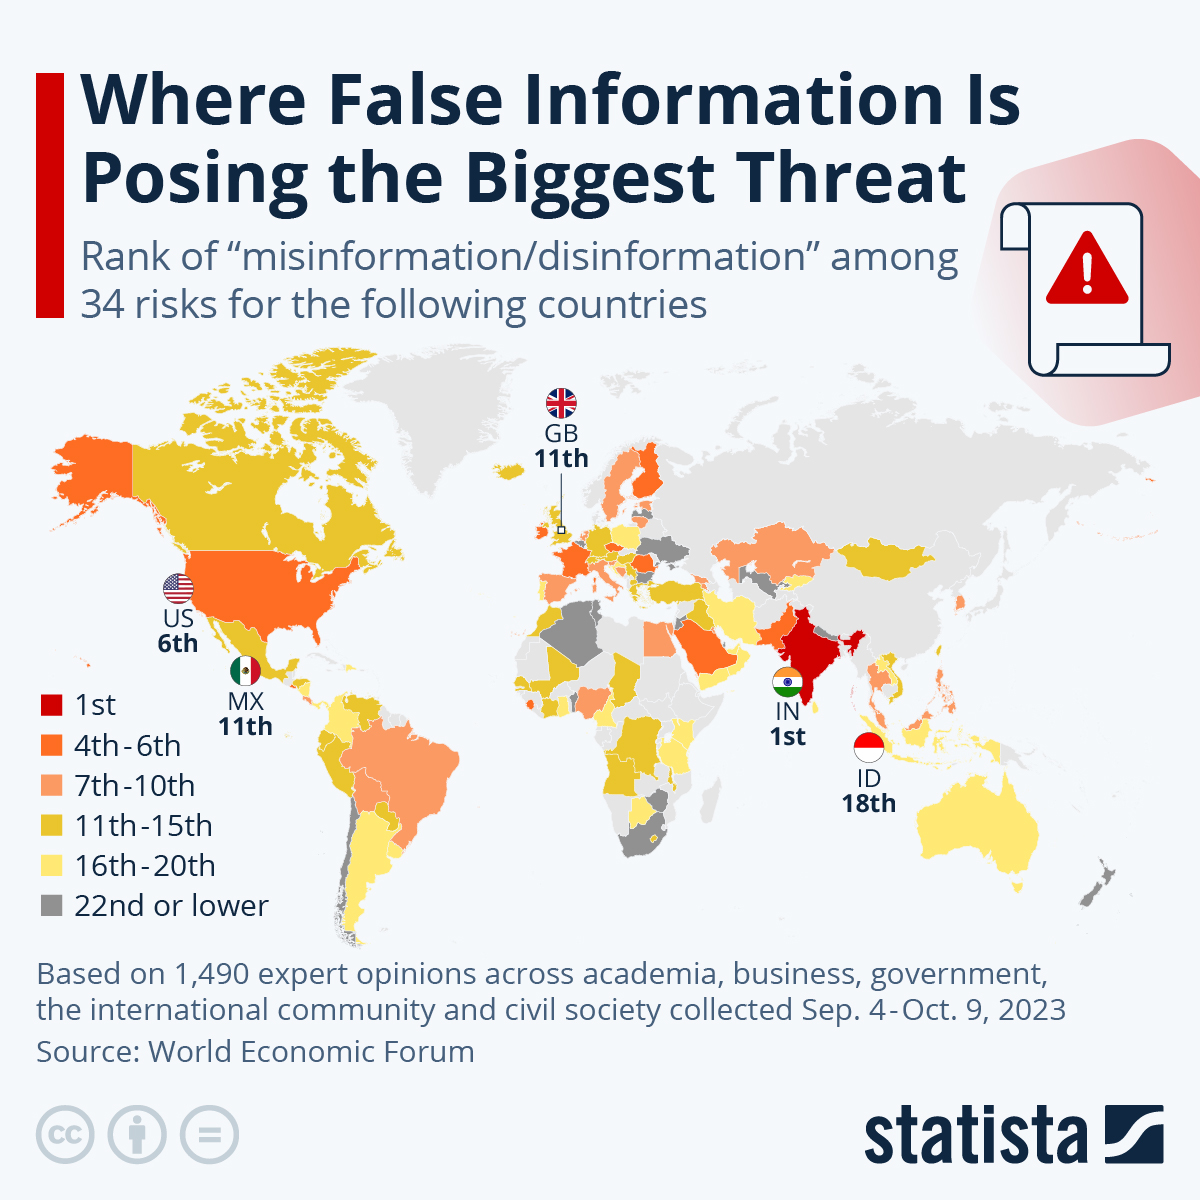 Where False Information Is
Posing the Biggest Threat
Rank of “misinformation/disinformation” among
34 risks for the following countries
GB
11th
US
6th
MX
11th
IN
1st
ID
18th
1st
4th-6th
7th-10th
11th-15th
16th-20th
22nd or lower
Based on 1,490 expert opinions across academia, business, government,
the international community and civil society collected Sep. 4-Oct. 9, 2023
Source: World Economic Forum
cc
statista